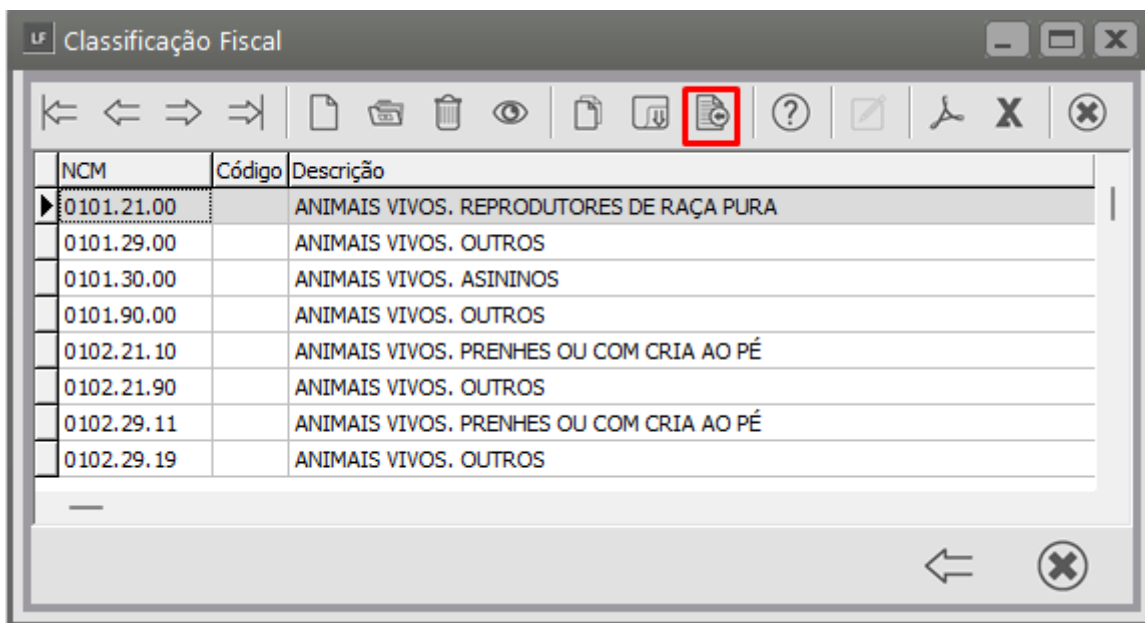 LF Classificação Fiscal
NCM Código Descrição
0101.21.00 ANIMAIS VIVOS. REPRODUTORES DE RAÇA PURA
0101.29.00 ANIMAIS VIVOS. OUTROS
0101.30.00 ANIMAIS VIVOS. ASININOS
0101.90.00 ANIMAIS VIVOS. OUTROS
0102.21.10 ANIMAIS VIVOS. PRENHES OU COM CRIA AO PÉ
0102.21.90 ANIMAIS VIVOS. OUTROS
0102.29.11 ANIMAIS VIVOS. PRENHES OU COM CRIA AO PÉ
0102.29.19 ANIMAIS VIVOS. OUTROS